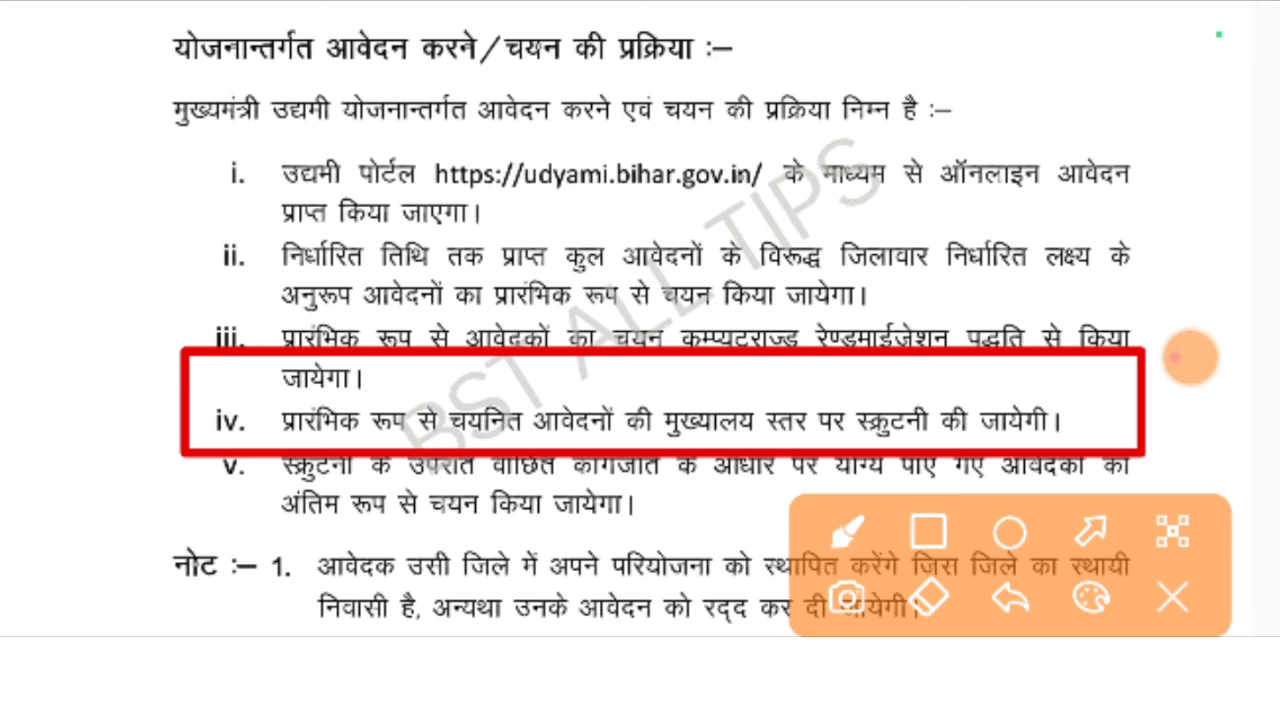 योजनान्तर्गत आवेदन करने/चयन की प्रक्रिया :–
मुख्यमंत्री उद्यमी योजनान्तर्गत आवेदन करने एवं चयन की प्रक्रिया निम्न है :–
i. उद्यमी पोर्टल https://udyami.bihar.gov.in/ के माध्यम से ऑनलाइन आवेदन
प्राप्त किया जाएगा।
ii. निर्धारित तिथि तक प्राप्त कुल आवेदनों के विरूद्ध जिलावार निर्धारित लक्ष्य के
अनुरूप आवेदनों का प्रारंभिक रूप से चयन किया जायेगा।
iii. प्रारंभिक रूप से आवेदकों का चयन कम्प्यूटराज्ड रेण्डमाईजेशन पद्धति से किया
जायेगा।
iv. प्रारंभिक रूप से चयनित आवेदनों की मुख्यालय स्तर पर स्क्रुटनी की जायेगी।
v. स्क्रुटनी के उपरांत वांछित कागजात के आधार पर योग्य पाए गए आवेदकों का
अंतिम रूप से चयन किया जायेगा।
नोट :– 1. आवेदक उसी जिले में अपने परियोजना को स्थापित करेंगे जिस जिले का स्थायी
निवासी है, अन्यथा उनके आवेदन को रद्द कर दी जायेगी।
BST ALL TIPS